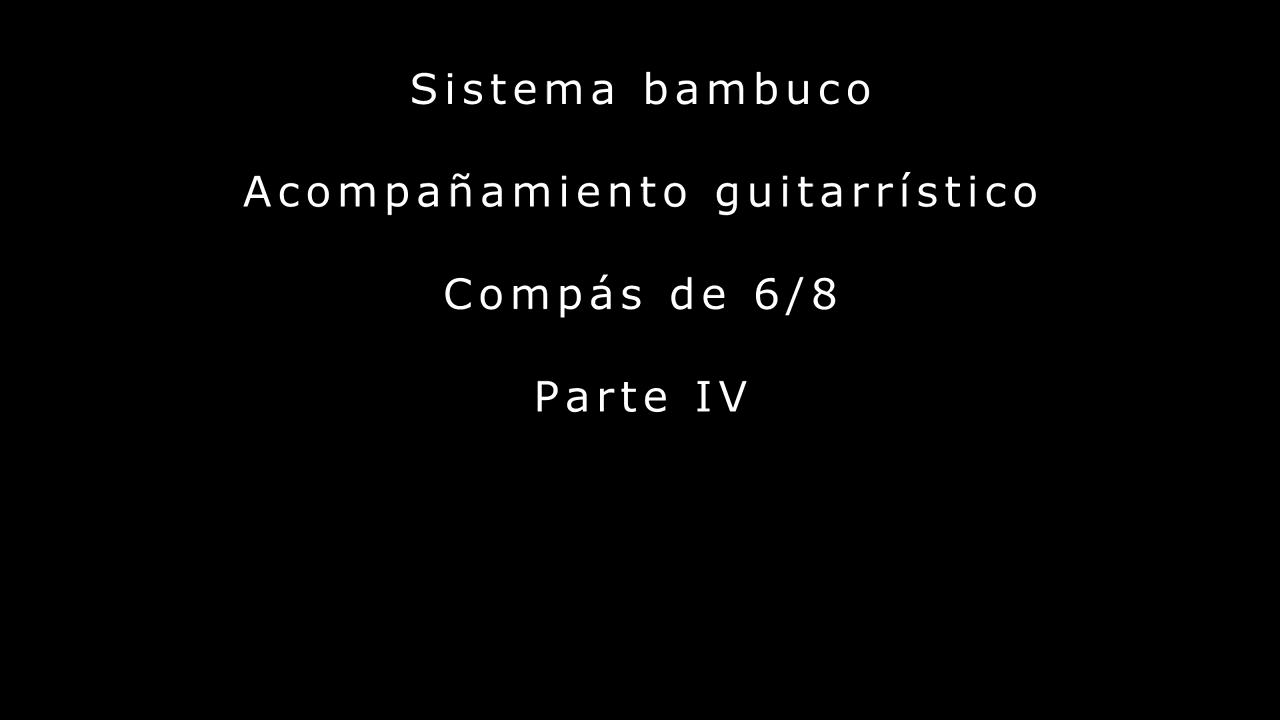 Sistema bambuco
Acompañamiento guitarrístico
Compás de 6/8
Parte IV